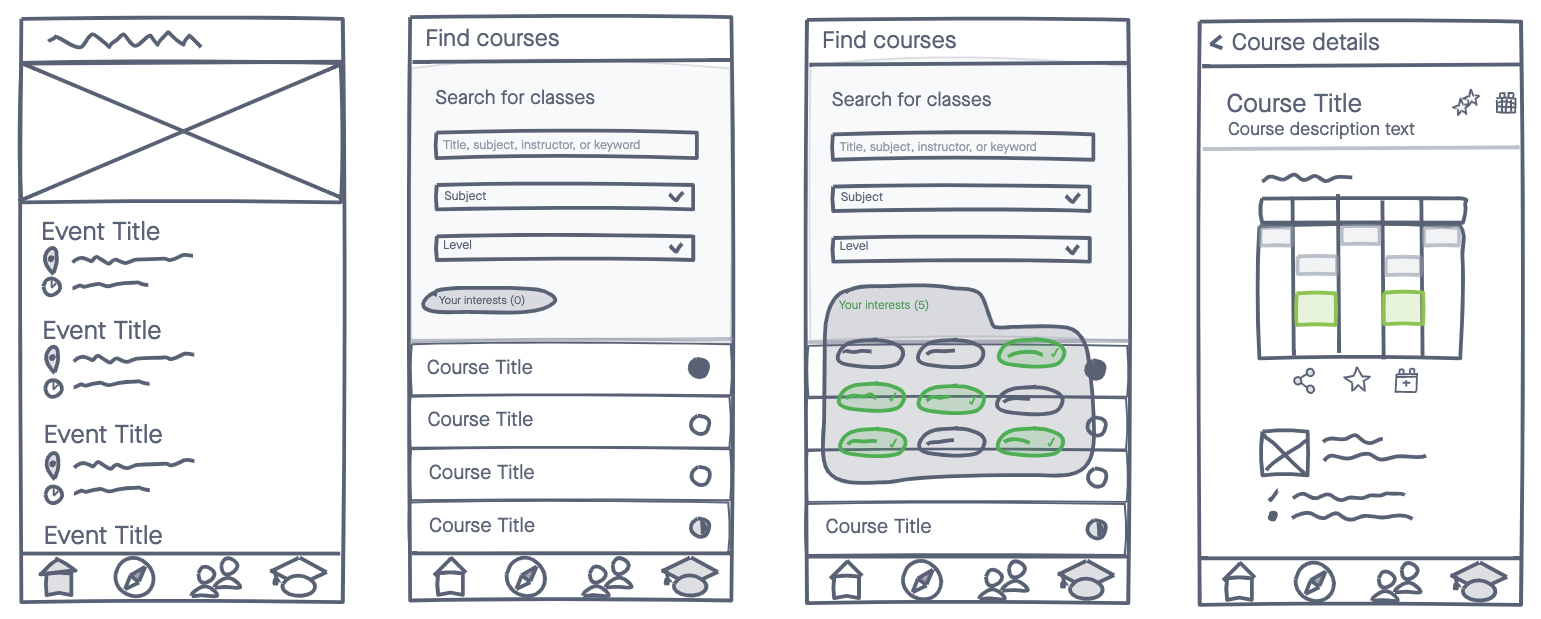 Event Title
Event Title
Event Title
Event Title
Find courses
Search for classes
Title, subject, instructor, or keyword
Subject
Level
Your interests (0)
Course Title
Course Title
Course Title
Course Title
Find courses
Search for classes
Title, subject, instructor, or keyword
Subject
Level
Your interests (5)
Course Title
Course details
Course Title
Course description text